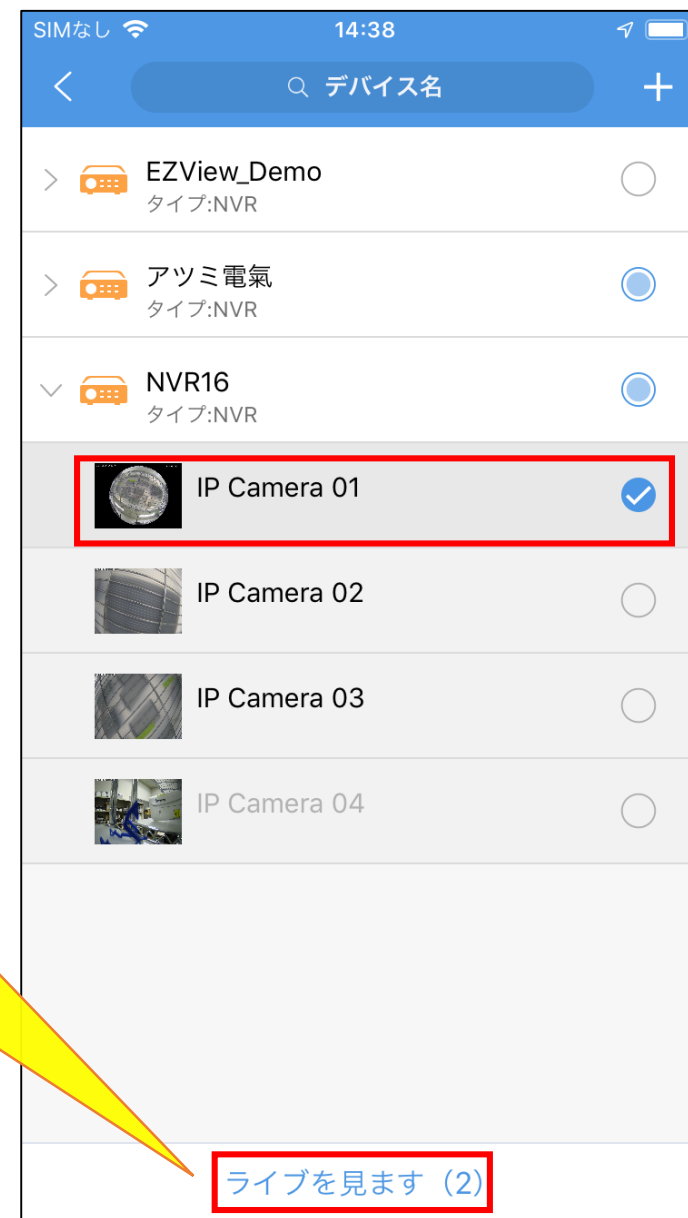 SIMなし 14:38
デバイス名
EZView_Demo
タイプ:NVR
アツミ電氣
タイプ:NVR
NVR16
タイプ:NVR
IP Camera 01
IP Camera 02
IP Camera 03
IP Camera 04
ライブを見ます（2）